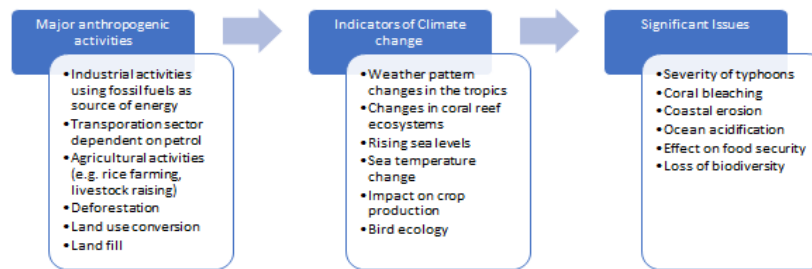 Major anthropogenic
activities
• Industrial activities
using fossil fuels as
source of energy
• Transporation sector
dependent on petrol
• Agricultural activities
(e.g. rice farming,
livestock raising)
• Deforestation
• Land use conversion
• Land fill
Indicators of Climate
change
• Weather pattern
changes in the tropics
• Changes in coral reef
ecosystems
• Rising sea levels
• Sea temperature
change
• Impact on crop
production
• Bird ecology
Significant Issues
• Severity of typhoons
• Coral bleaching
• Coastal erosion
• Ocean acidification
• Effect on food security
• Loss of biodiversity